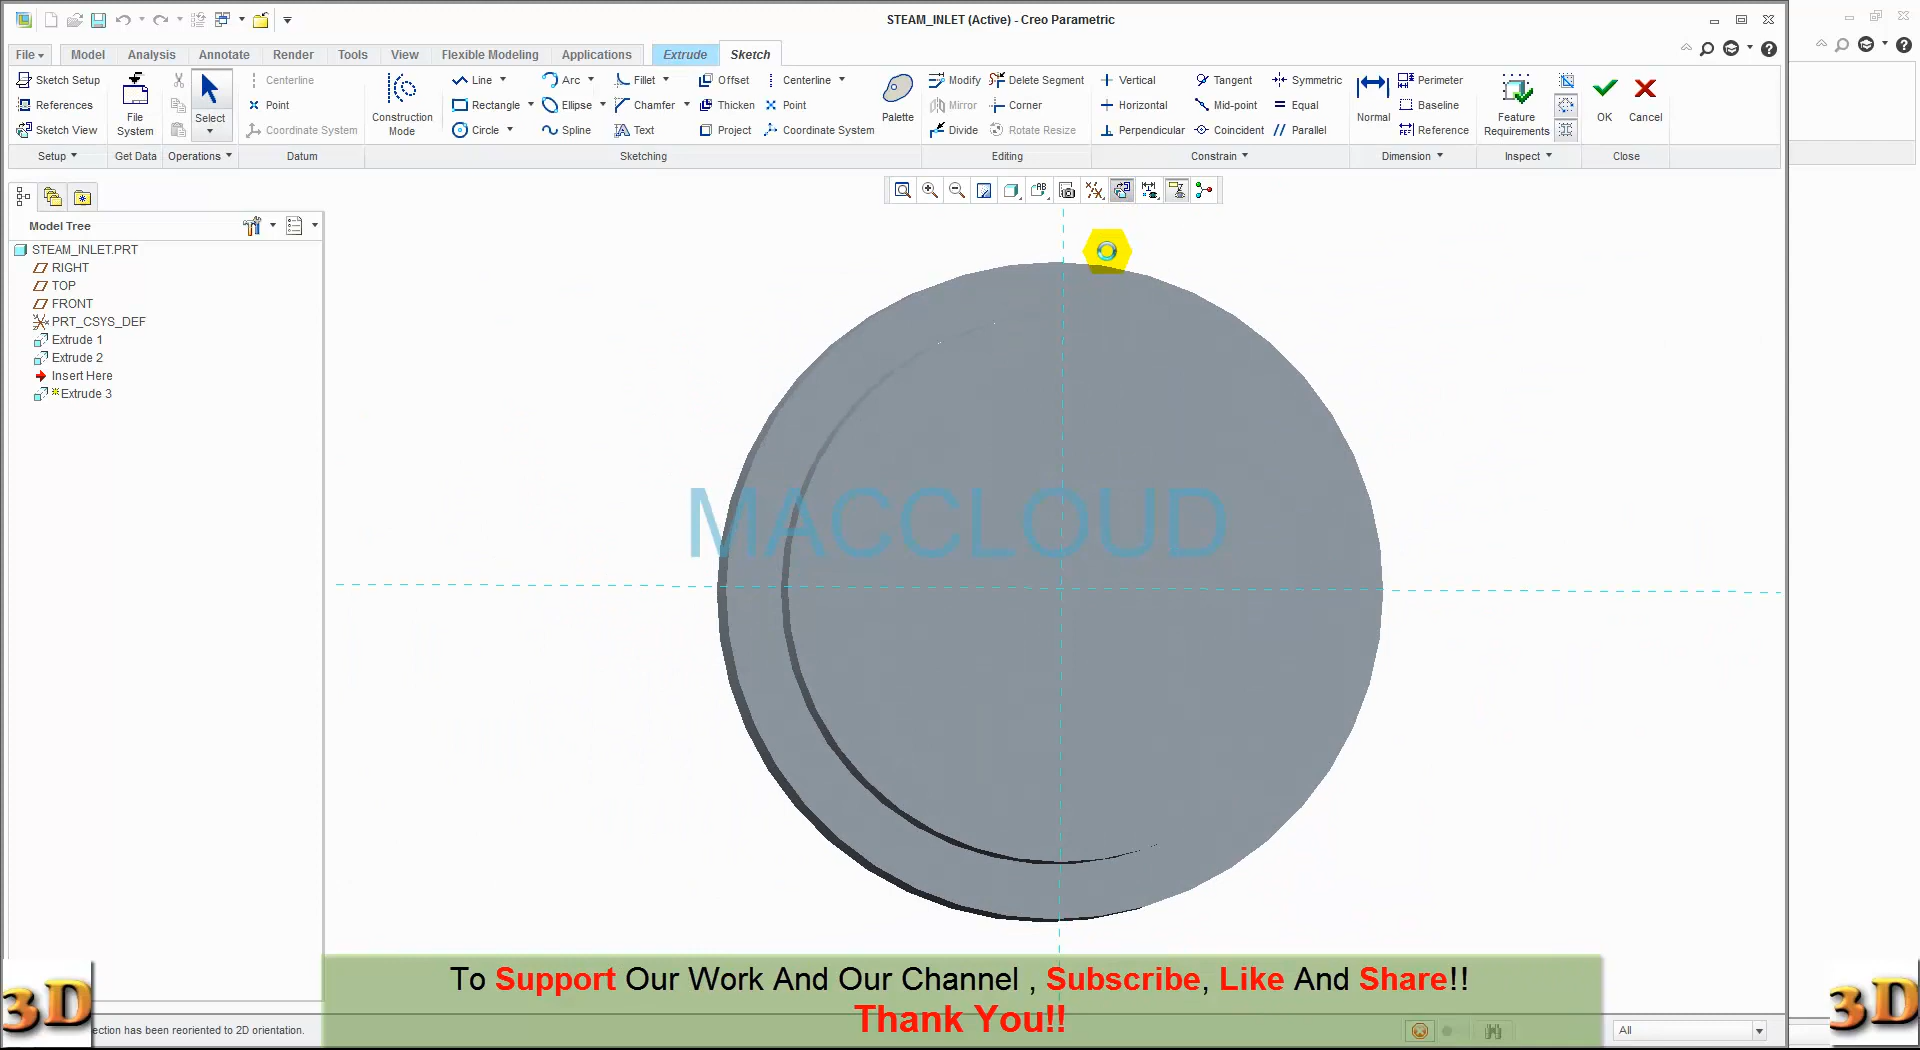 STEAM_INLET (Active) - Creo Parametric
File Model Analysis Annotate Render Tools View Flexible Modeling Applications Extrude Sketch
Sketch Setup
References
Sketch View
Setup
File System
Get Data
Select
Operations
Centerline
Point
Coordinate System
Datum
Construction Mode
Line
Rectangle
Circle
Arc
Ellipse
Spline
Fillet
Chamfer
Text
Offset
Thicken
Project
Centerline
Point
Coordinate System
Palette
Sketching
Modify
Mirror
Divide
Delete Segment
Corner
Rotate Resize
Editing
Vertical
Horizontal
Perpendicular
Tangent
Mid-point
Coincident
Symmetric
Equal
Parallel
Constrain
Normal
Perimeter
Baseline
Reference
Dimension
Feature Requirements
Inspect
OK
Cancel
Close
Model Tree
STEAM_INLET.PRT
RIGHT
TOP
FRONT
PRT_CSYS_DEF
Extrude 1
Extrude 2
Insert Here
Extrude 3
MACCLOUD
To Support Our Work And Our Channel , Subscribe, Like And Share!!
Thank You!!
3D
ection has been reoriented to 2D orientation.
All
3D